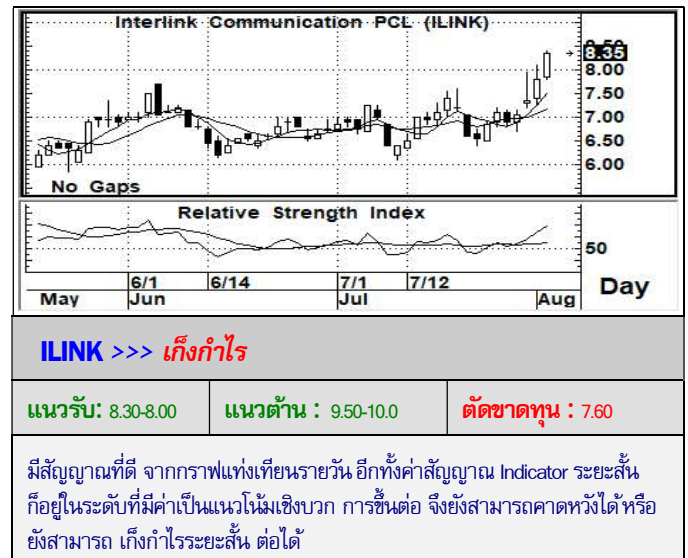 Interlink Communication PCL (ILINK)
8.50
8.35
8.00
7.50
7.00
6.50
6.00
No Gaps
Relative Strength Index
50
6/1 6/14 7/1 7/12
May Jun Jul Aug
Day
ILINK >>> เก็งกำไร
แนวรับ: 8.30-8.00 แนวต้าน : 9.50-10.0 ตัดขาดทุน : 7.60
มีสัญญาณที่ดี จากกราฟแท่งเทียนรายวัน อีกทั้งค่าสัญญาณ Indicator ระยะสั้น
ก็อยู่ในระดับที่มีค่าเป็นแนวโน้มเชิงบวก การขึ้นต่อ จึงยังสามารถคาดหวังได้ หรือ
ยังสามารถ เก็งกำไรระยะสั้น ต่อได้